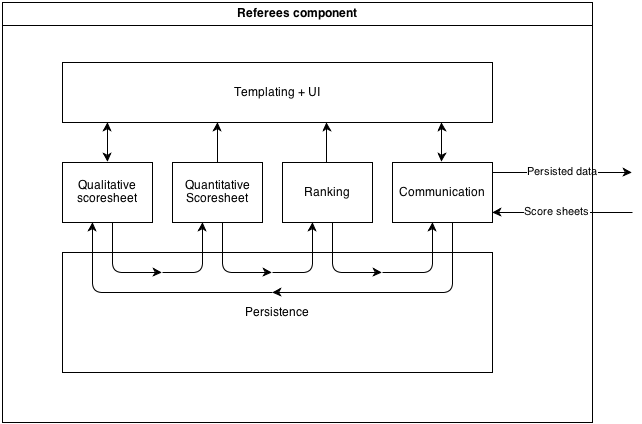 Referees component
Templating + UI
Qualitative
scoresheet
Quantitative
Scoresheet
Ranking
Communication
Persisted data
Score sheets
Persistence